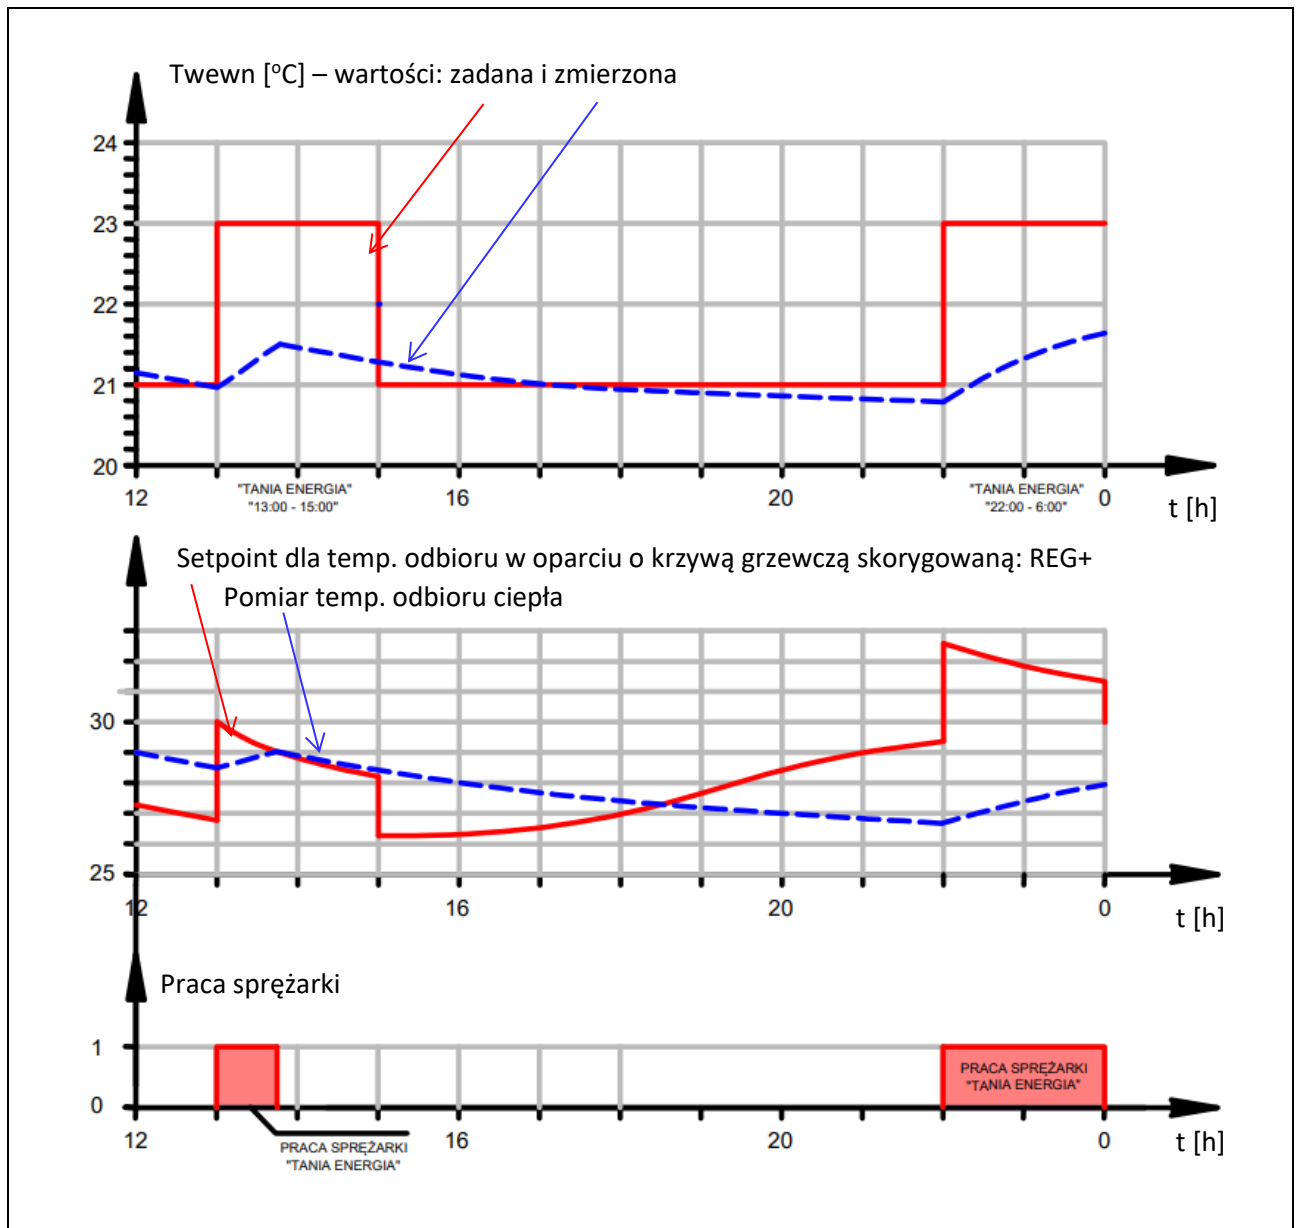 Twewn [°C] – wartości: zadana i zmierzona
24
23
22
21
20
12
"TANIA ENERGIA"
"13:00 - 15:00"
16
20
"TANIA ENERGIA"
"22:00 - 6:00"
0
t [h]
Setpoint dla temp. odbioru w oparciu o krzywą grzewczą skorygowaną: REG+
Pomiar temp. odbioru ciepła
30
25
12
16
20
0
t [h]
Praca sprężarki
1
0
PRACA SPRĘŻARKI
"TANIA ENERGIA"
12
PRACA SPRĘŻARKI
"TANIA ENERGIA"
16
20
0
t [h]